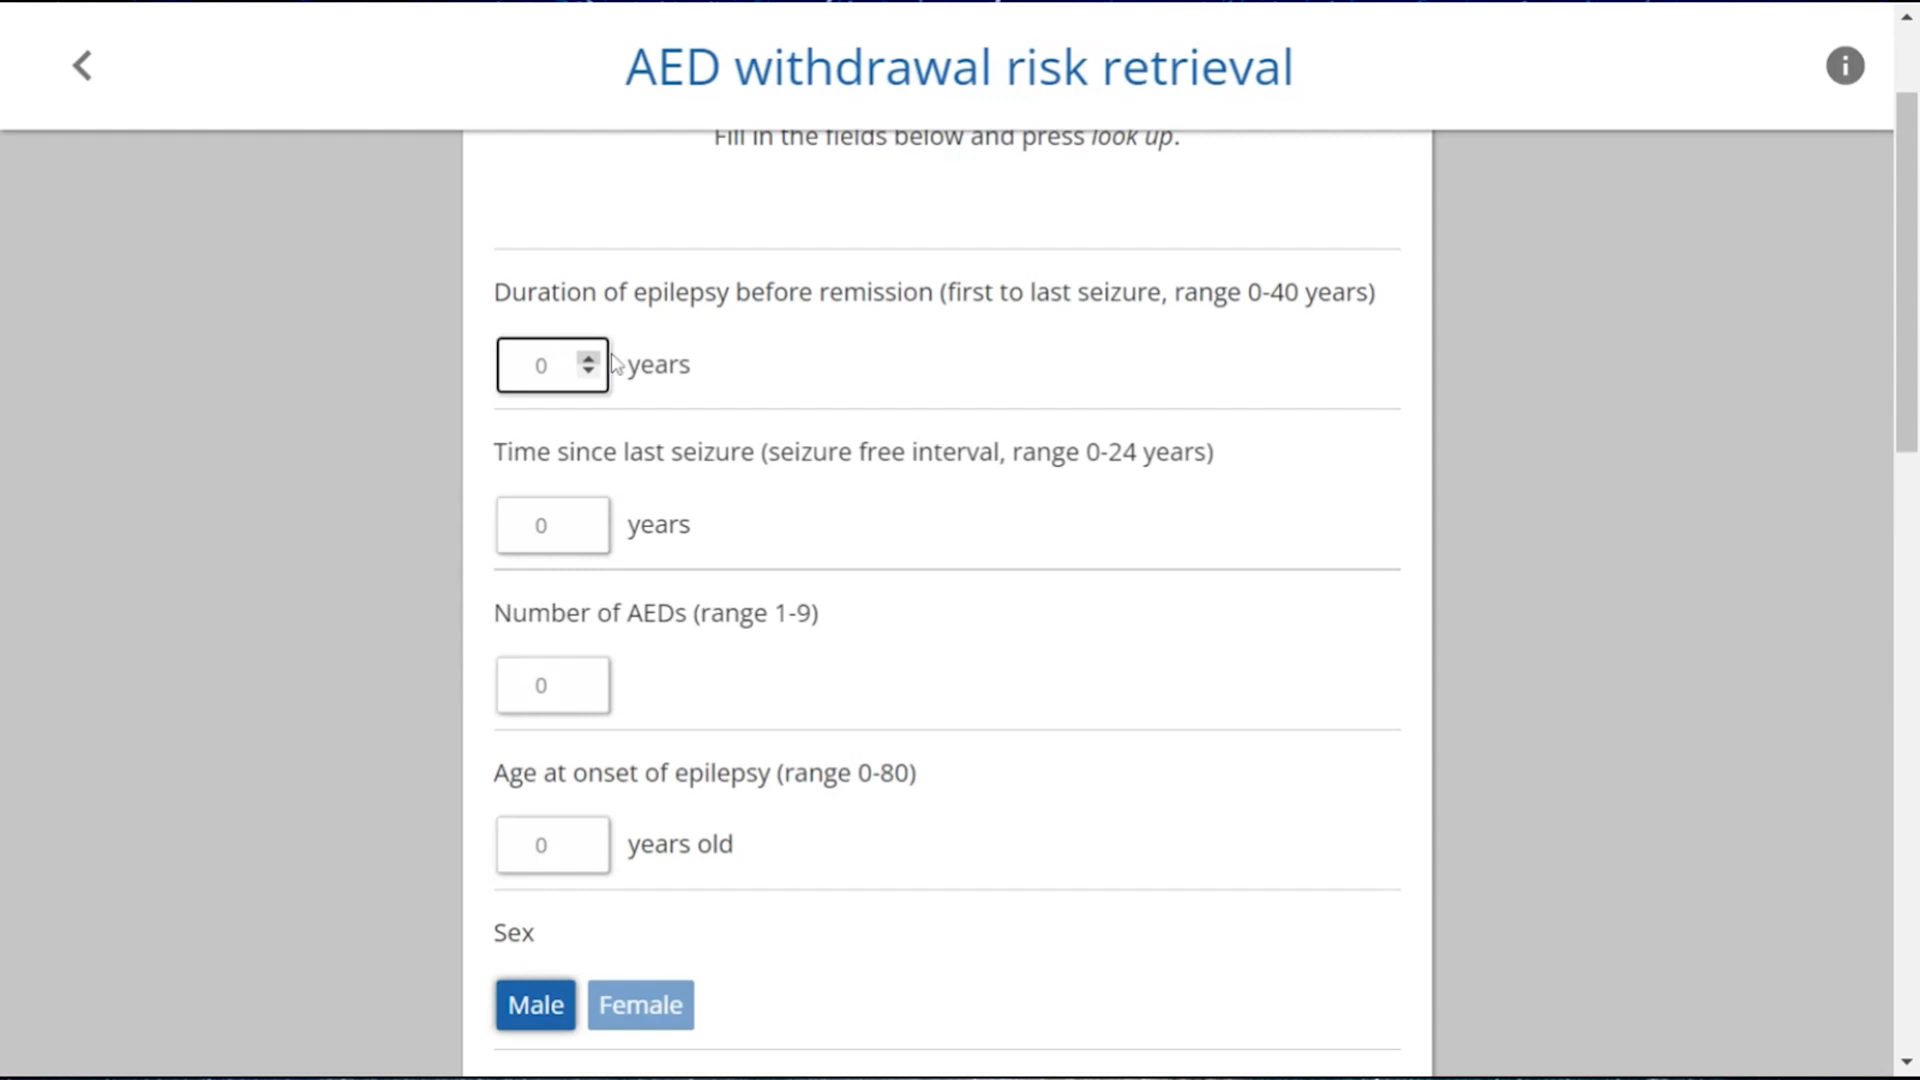 AED withdrawal risk retrieval
Fill in the fields below and press look up.
Duration of epilepsy before remission (first to last seizure, range 0-40 years)
0 years
Time since last seizure (seizure free interval, range 0-24 years)
0 years
Number of AEDs (range 1-9)
0
Age at onset of epilepsy (range 0-80)
0 years old
Sex
Male Female